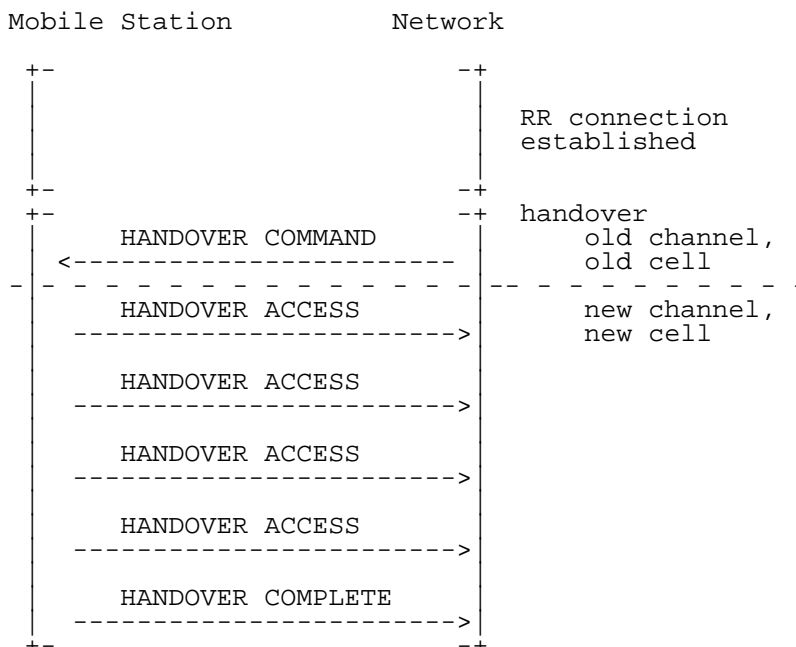 Mobile Station Network
RR connection
established
handover
HANDOVER COMMAND old channel,
old cell
HANDOVER ACCESS new channel,
new cell
HANDOVER ACCESS
HANDOVER ACCESS
HANDOVER ACCESS
HANDOVER COMPLETE